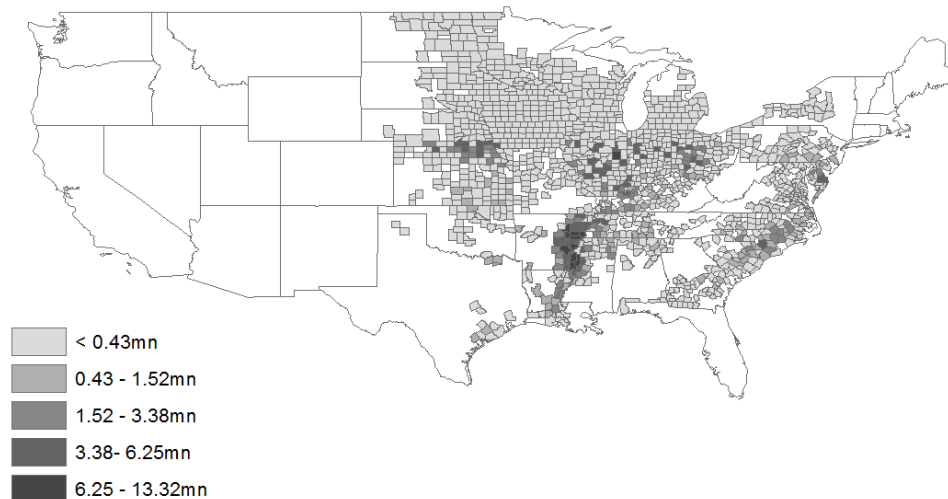 < 0.43mn
0.43 - 1.52mn
1.52 - 3.38mn
3.38- 6.25mn
6.25 - 13.32mn